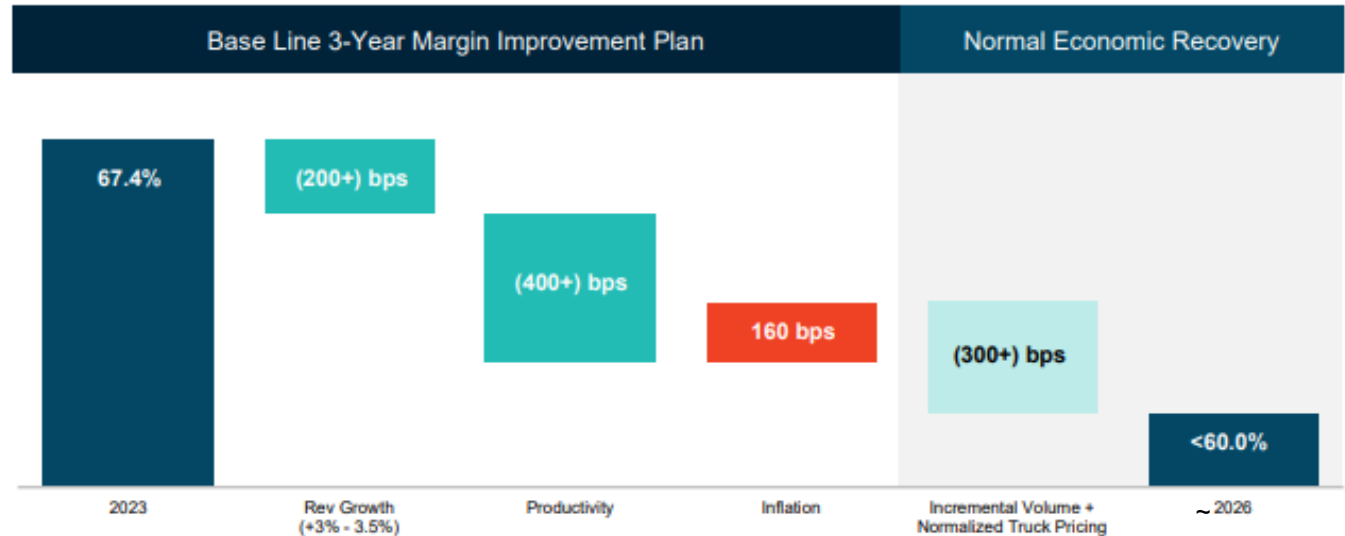 Base Line 3-Year Margin Improvement Plan
Normal Economic Recovery
67.4%
(200+) bps
(400+) bps
160 bps
(300+) bps
<60.0%
2023
Rev Growth
(+3% - 3.5%)
Productivity
Inflation
Incremental Volume +
Normalized Truck Pricing
~2026